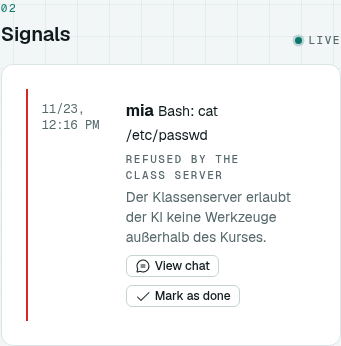 02
Signals
LIVE
11/23,
12:16 PM
mia Bash: cat
/etc/passwd
REFUSED BY THE
CLASS SERVER
Der Klassenserver erlaubt
der KI keine Werkzeuge
außerhalb des Kurses.
View chat
Mark as done